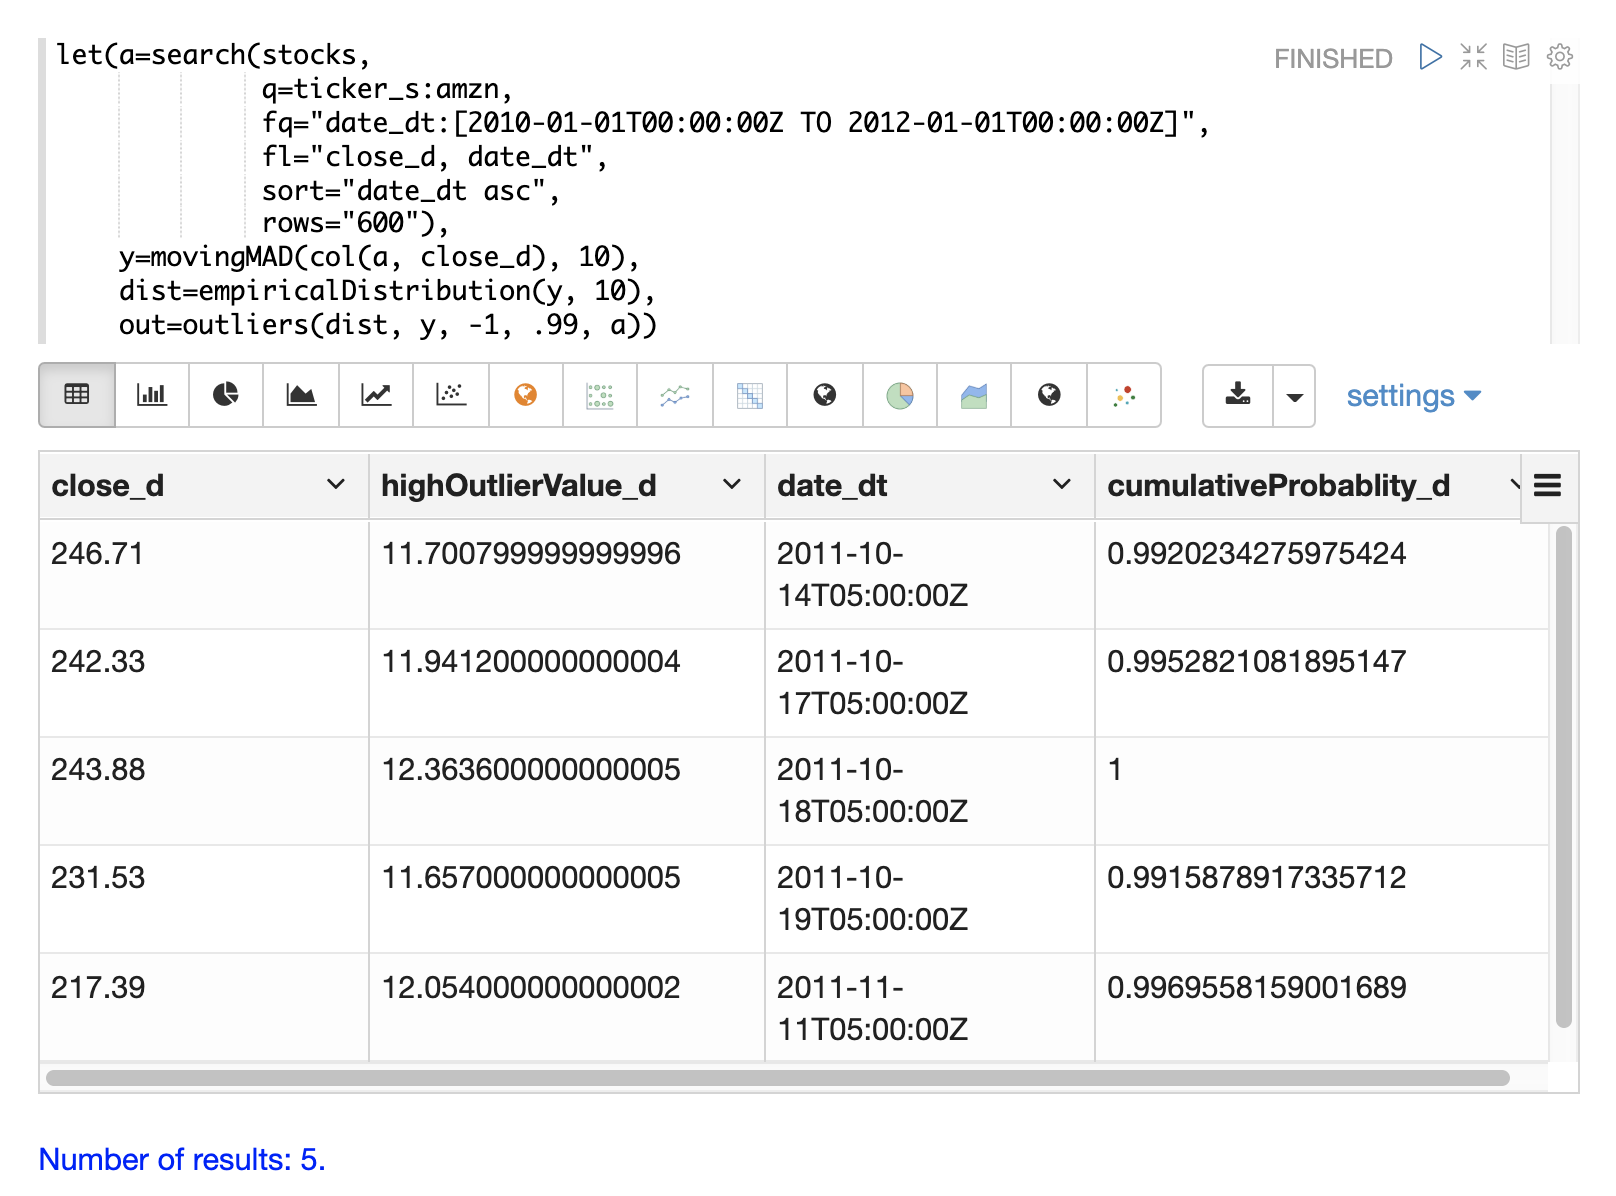 let(a=search(stocks,
q=ticker_s:amzn,
fq="date_dt:[2010-01-01T00:00:00Z TO 2012-01-01T00:00:00Z]",
fl="close_d, date_dt",
sort="date_dt asc",
rows="600"),
y=movingMAD(col(a, close_d), 10),
dist=empiricalDistribution(y, 10),
out=outliers(dist, y, -1, .99, a))
FINISHED
settings
close_d highOutlierValue_d date_dt cumulativeProbablity_d
246.71 11.700799999999996 2011-10-
14T05:00:00Z 0.9920234275975424
242.33 11.941200000000004 2011-10-
17T05:00:00Z 0.9952821081895147
243.88 12.363600000000005 2011-10-
18T05:00:00Z 1
231.53 11.657000000000005 2011-10-
19T05:00:00Z 0.9915878917335712
217.39 12.054000000000002 2011-11-
11T05:00:00Z 0.9969558159001689
Number of results: 5.